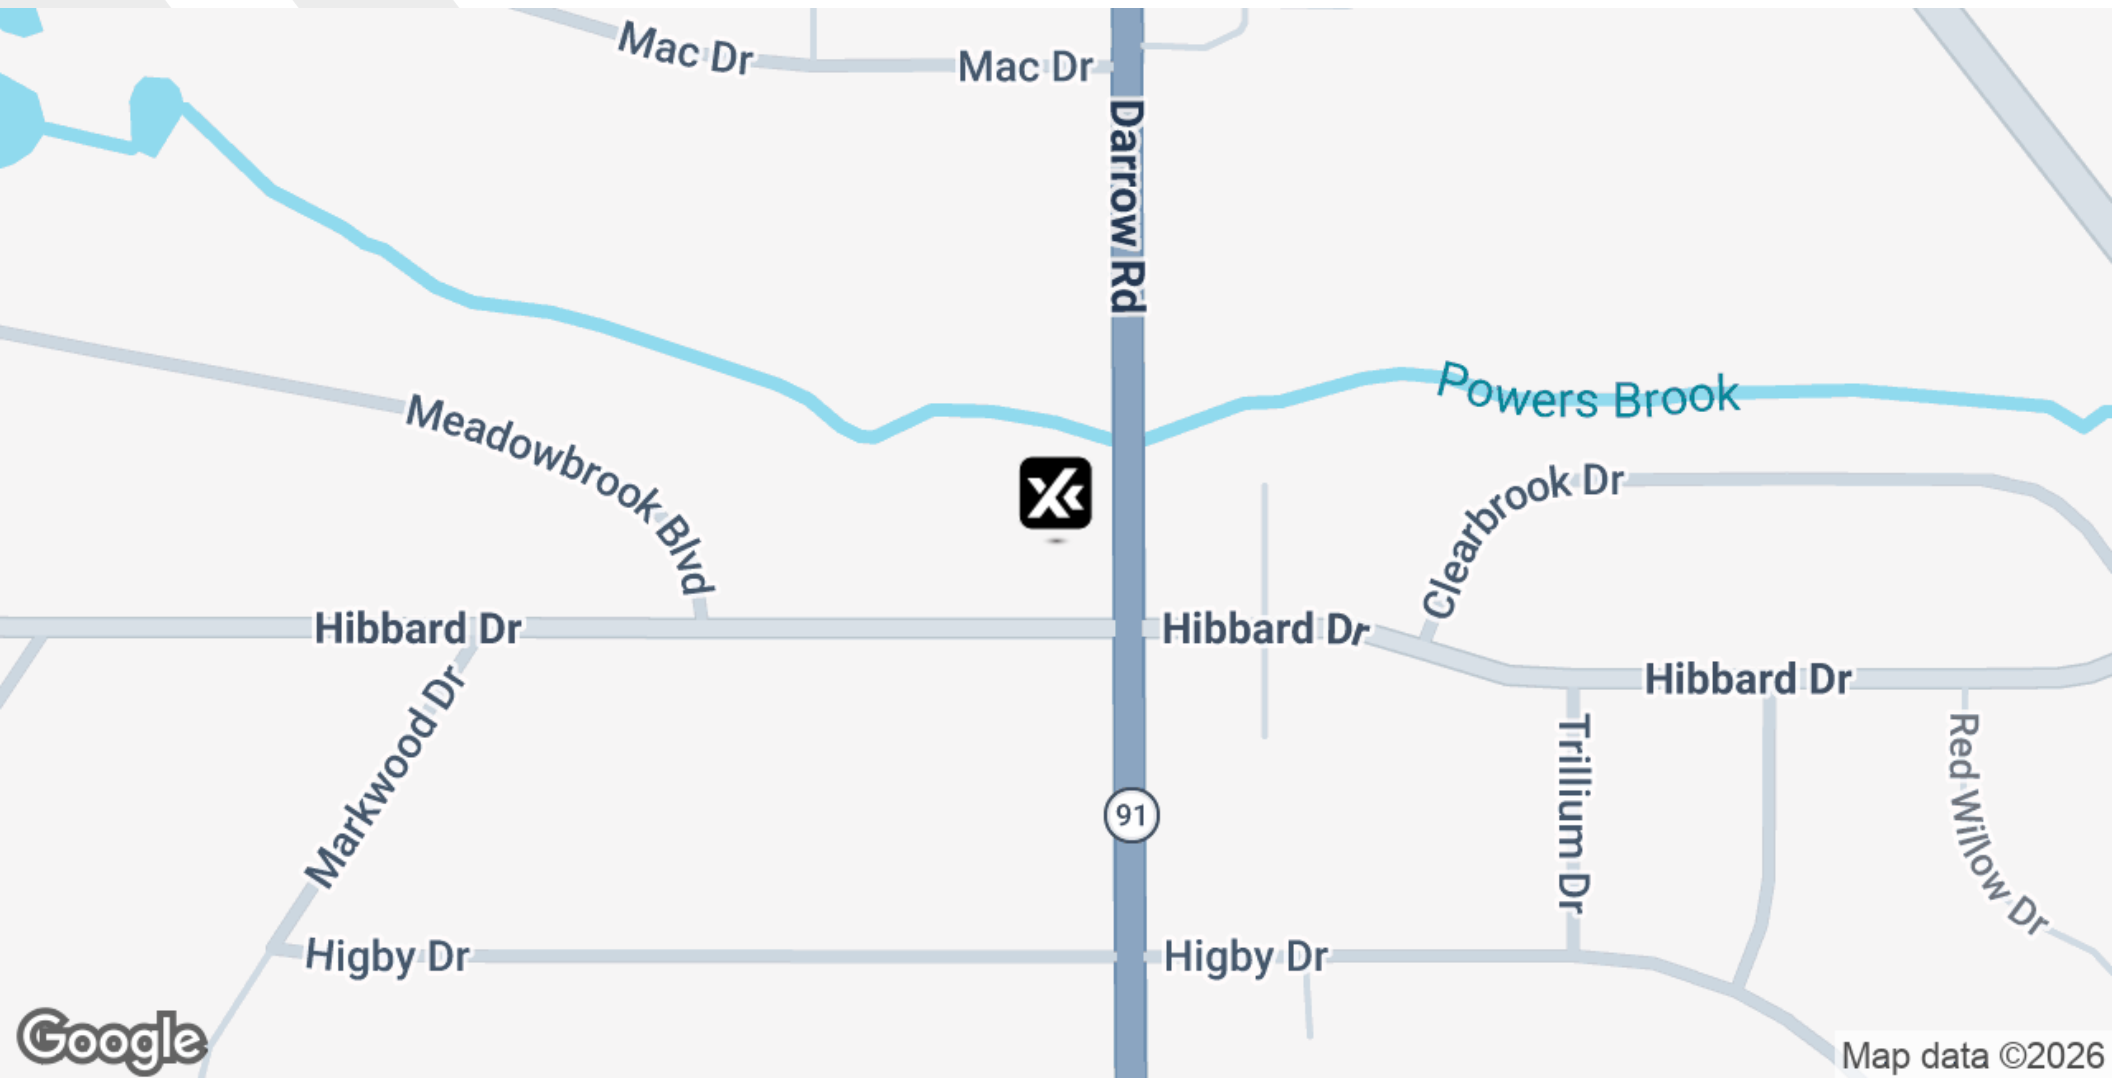 Mac Dr
Mac Dr
Darrow Rd
Powers Brook
Meadowbrook Blvd
Clearbrook Dr
Hibbard Dr
Hibbard Dr
Hibbard Dr
Markwood Dr
Trillium Dr
Red Willow Dr
91
Higby Dr
Higby Dr
Google
Map data ©2026